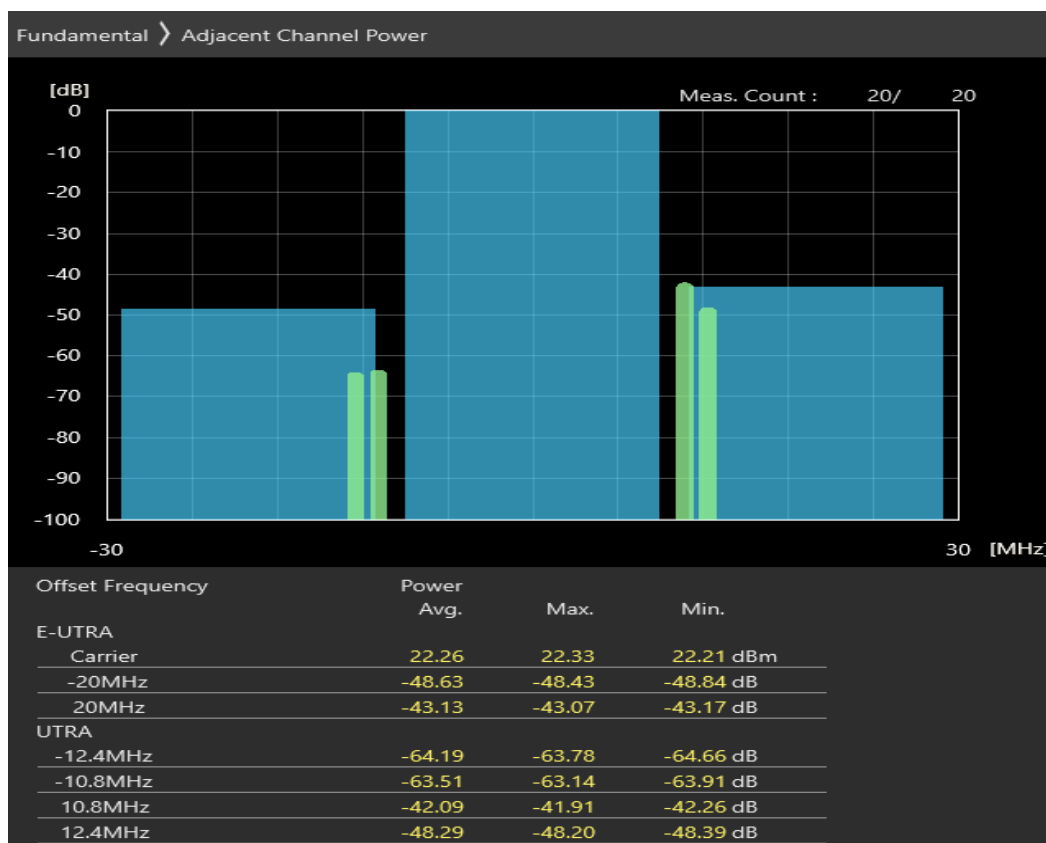 Fundamental 〉 Adjacent Channel Power
[dB]
Meas. Count : 20/ 20
0
-10
-20
-30
-40
-50
-60
-70
-80
-90
-100
-30 30 [MHz]
Offset Frequency Power
Avg. Max. Min.
E-UTRA
Carrier 22.26 22.33 22.21 dBm
-20MHz -48.63 -48.43 -48.84 dB
20MHz -43.13 -43.07 -43.17 dB
UTRA
-12.4MHz -64.19 -63.78 -64.66 dB
-10.8MHz -63.51 -63.14 -63.91 dB
10.8MHz -42.09 -41.91 -42.26 dB
12.4MHz -48.29 -48.20 -48.39 dB